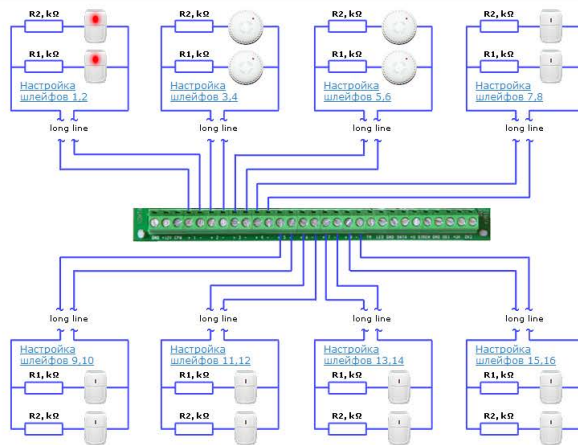 R2, kΩ
R1, kΩ
Настройка
шлейфов 1,2
long line
R2, kΩ
R1, kΩ
Настройка
шлейфов 3,4
long line
R2, kΩ
R1, kΩ
Настройка
шлейфов 5,6
long line
R2, kΩ
R1, kΩ
Настройка
шлейфов 7,8
long line
long line
Настройка
шлейфов 9,10
R1, kΩ
R2, kΩ
long line
Настройка
шлейфов 11,12
R1, kΩ
R2, kΩ
long line
Настройка
шлейфов 13,14
R1, kΩ
R2, kΩ
long line
Настройка
шлейфов 15,16
R1, kΩ
R2, kΩ